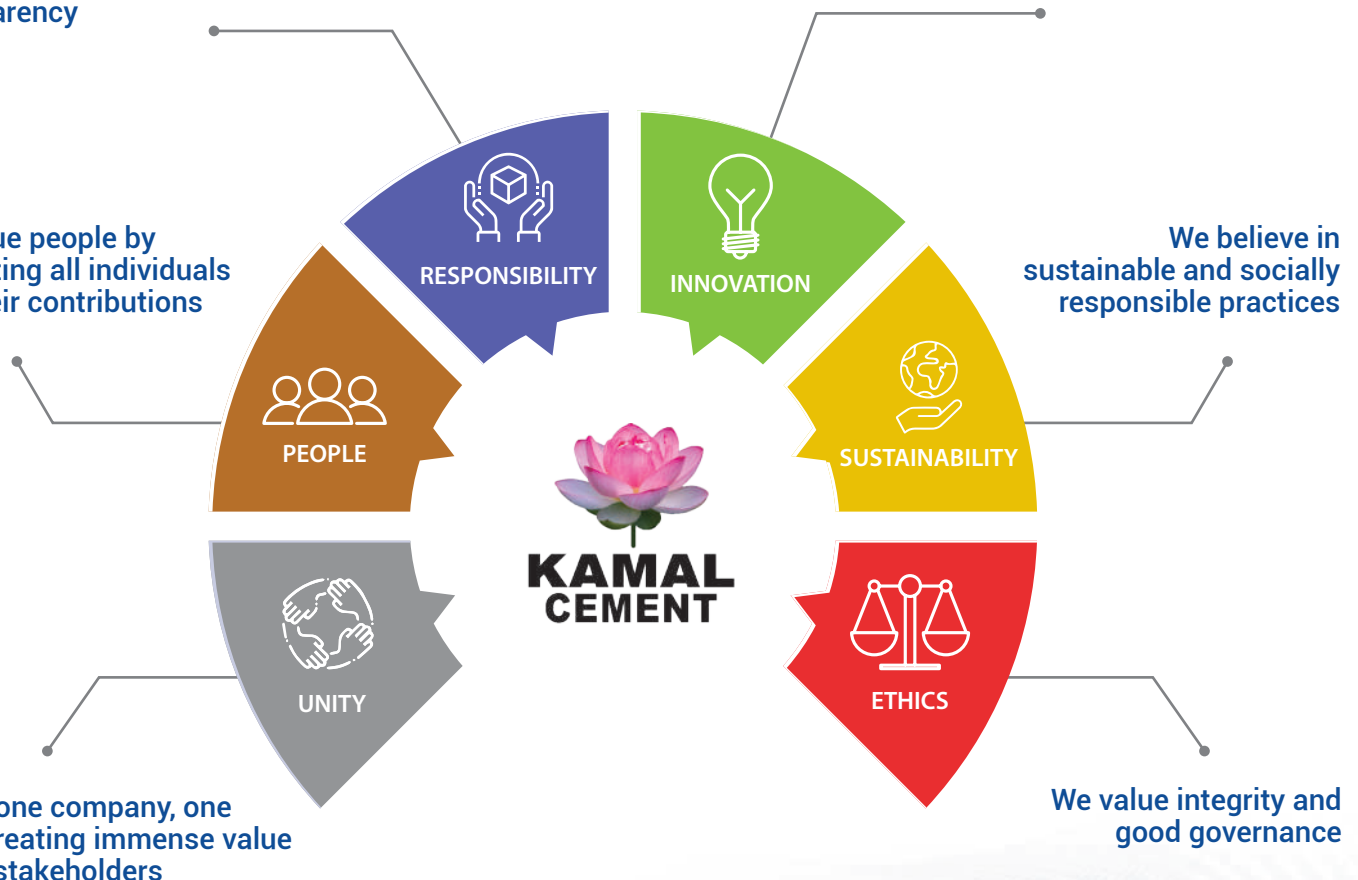 arency
RESPONSIBILITY
INNOVATION
ue people by
ting all individuals
eir contributions
We believe in
sustainable and socially
responsible practices
PEOPLE
SUSTAINABILITY
KAMAL
CEMENT
UNITY
ETHICS
one company, one
reating immense value
stakeholders
We value integrity and
good governance